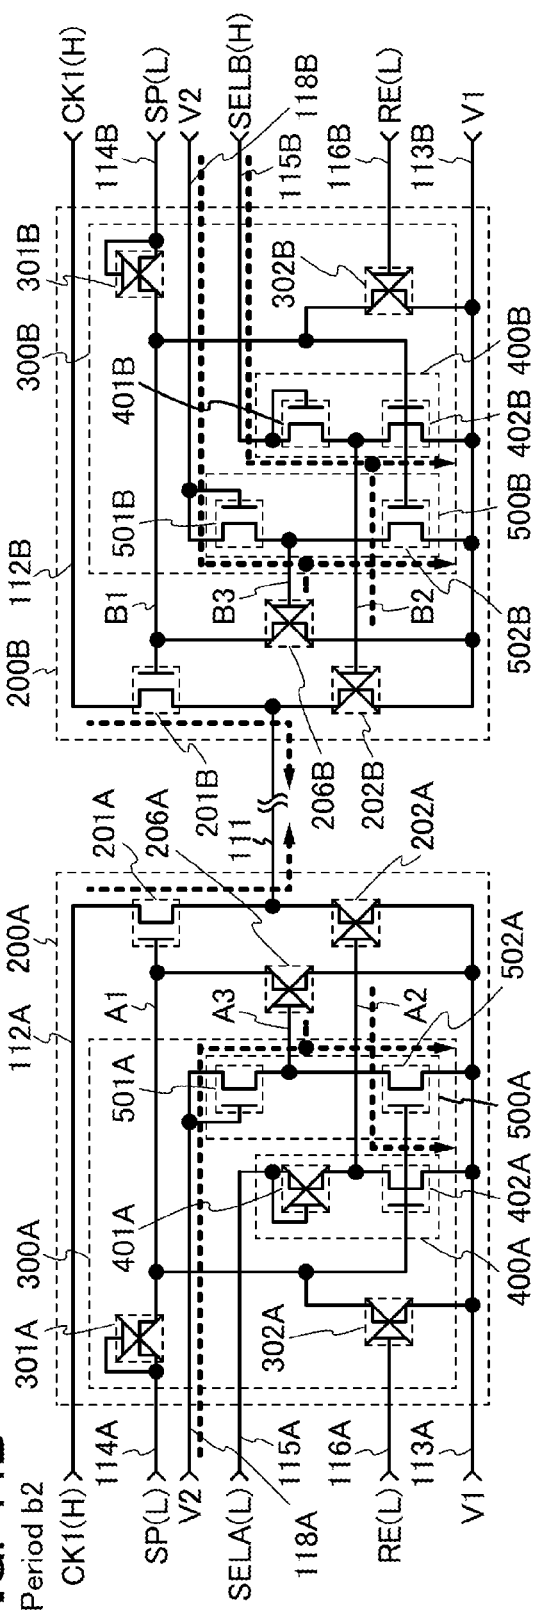 Period b2
CK1(H)
SP(L)
V2
SELA(L)
RE(L)
V1
114A
118A
115A
116A
113A
112A
200A
300A
301A
302A
401A
400A
402A
501A
500A
502A
A1
A3
A2
201A
206A
202A
111
201B
206B
202B
200B
112B
B1
B3
B2
501B
502B
500B
401B
402B
400B
300B
301B
302B
114B
115B
118B
116B
113B
CK1(H)
SP(L)
V2
SELB(H)
RE(L)
V1